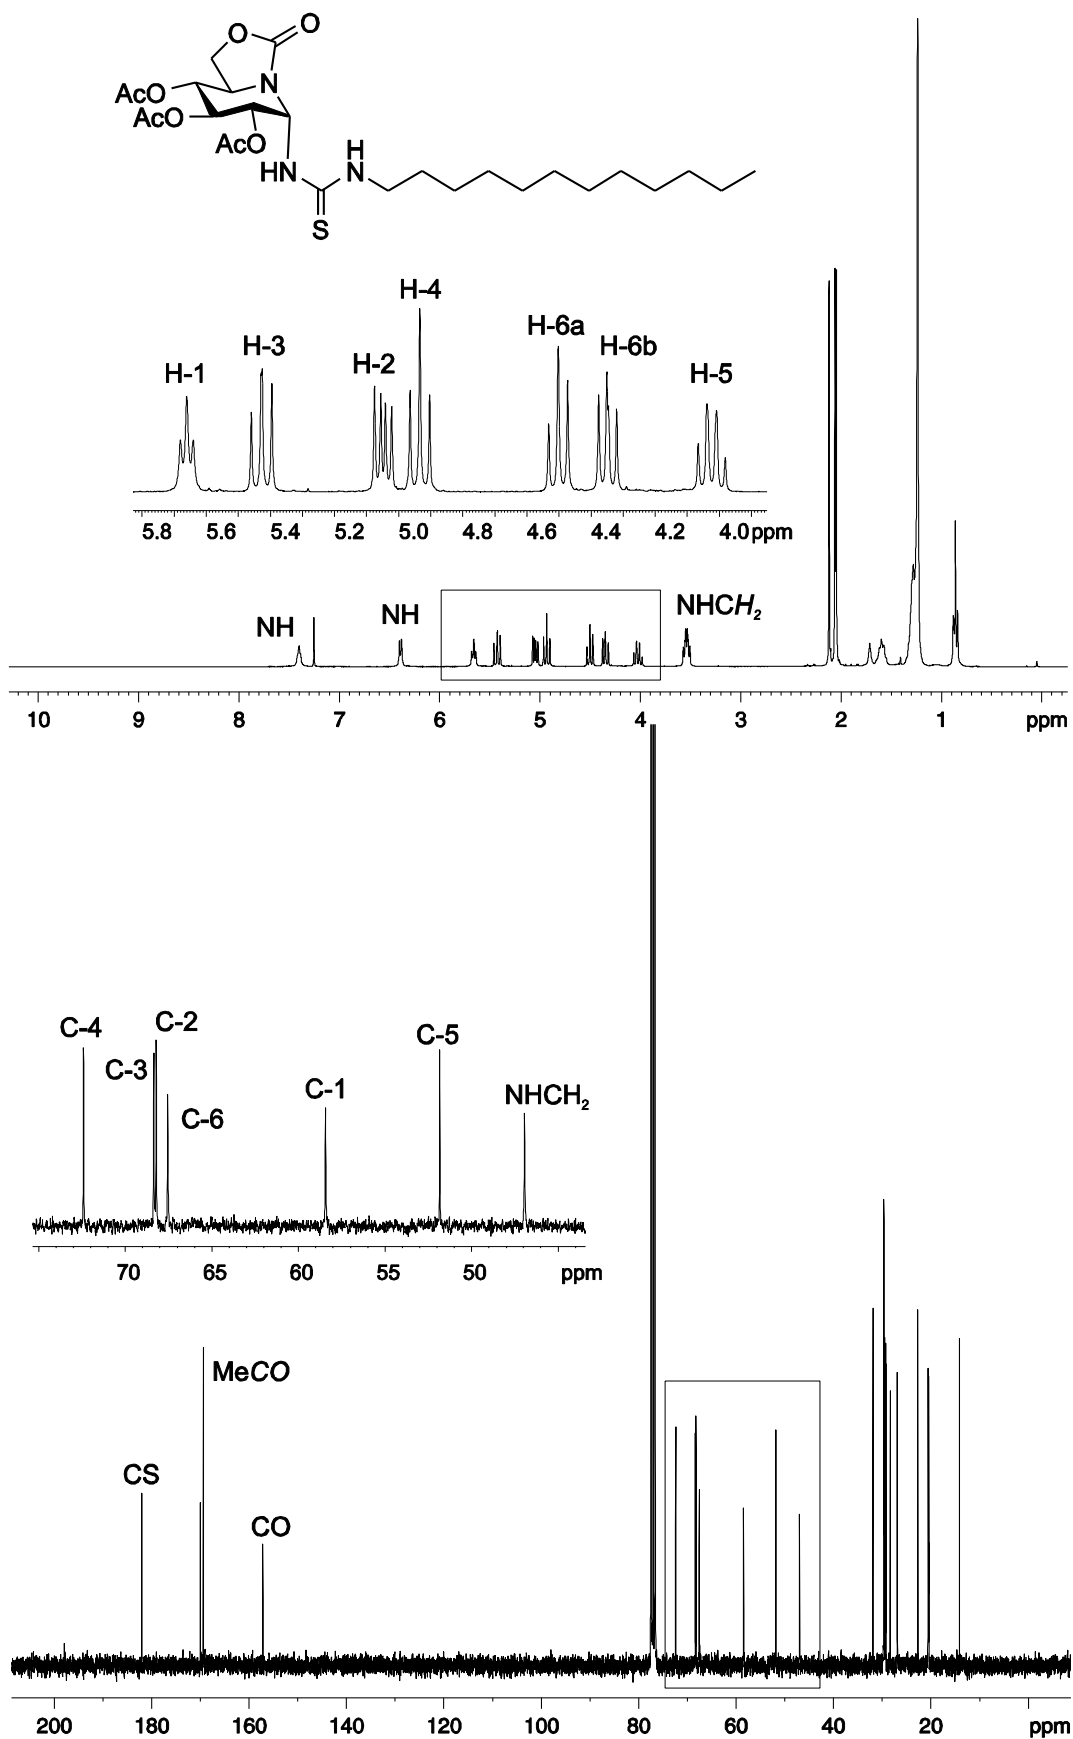 O
O
N
AcO
AcO
AcO
HN
H
N
S
H-4
H-6a
H-3
H-6b
H-2
H-1
H-5
5.8 5.6 5.4 5.2 5.0 4.8 4.6 4.4 4.2 4.0 ppm
NH
NH
NHCH₂
10 9 8 7 6 5 4 3 2 1 ppm
C-4
C-2
C-5
C-3
C-1
NHCH₂
C-6
70 65 60 55 50 ppm
MeCO
CS
CO
200 180 160 140 120 100 80 60 40 20 ppm